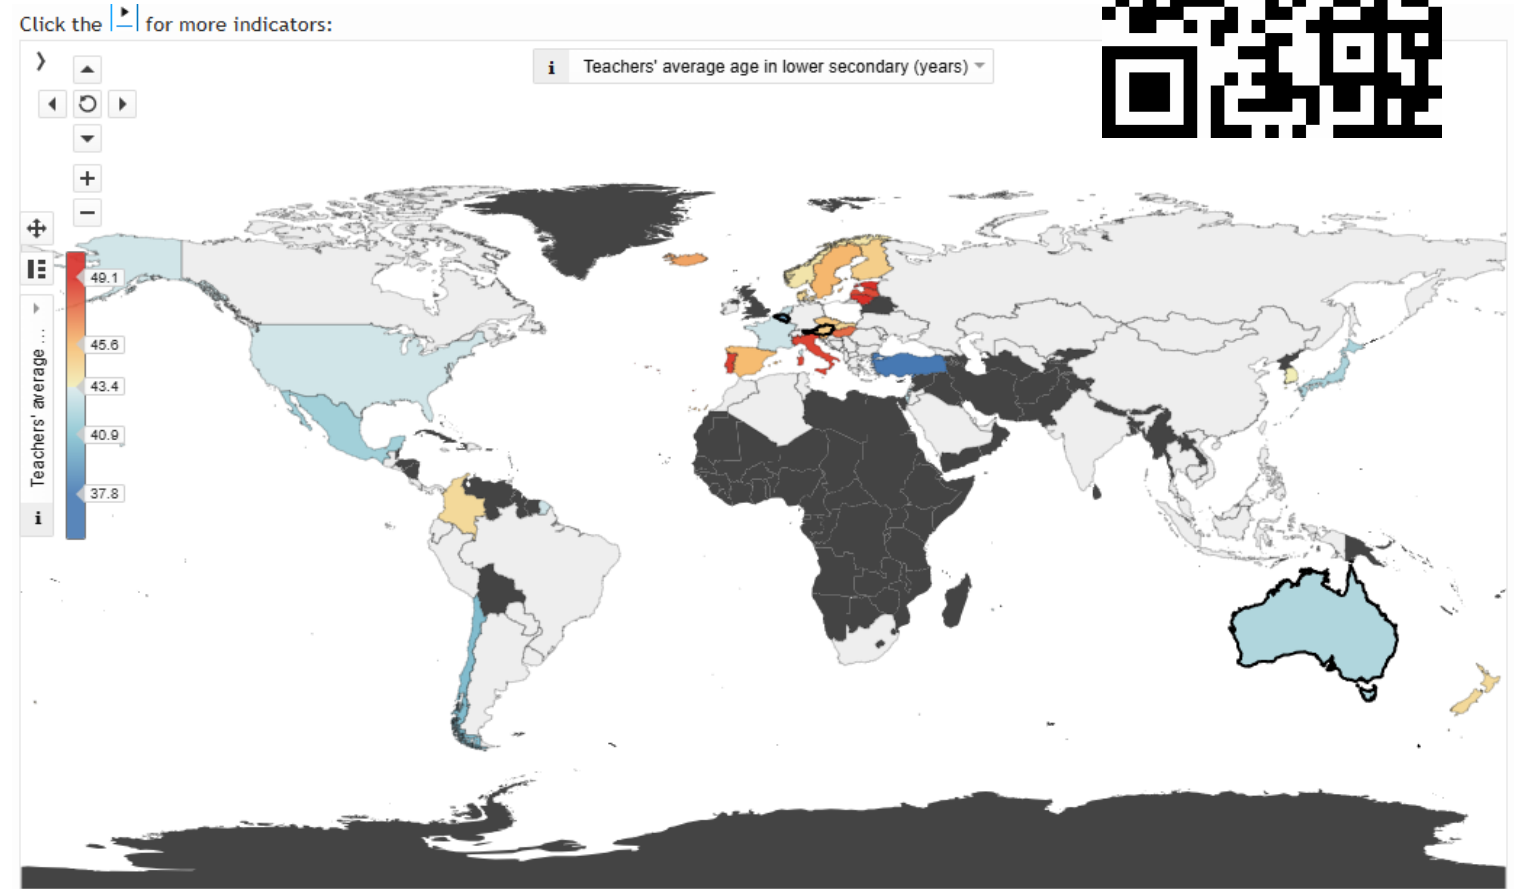 Click the ▶ for more indicators:
i Teachers' average age in lower secondary (years)
49.1
45.6
43.4
40.9
37.8
Teachers' average ...
i